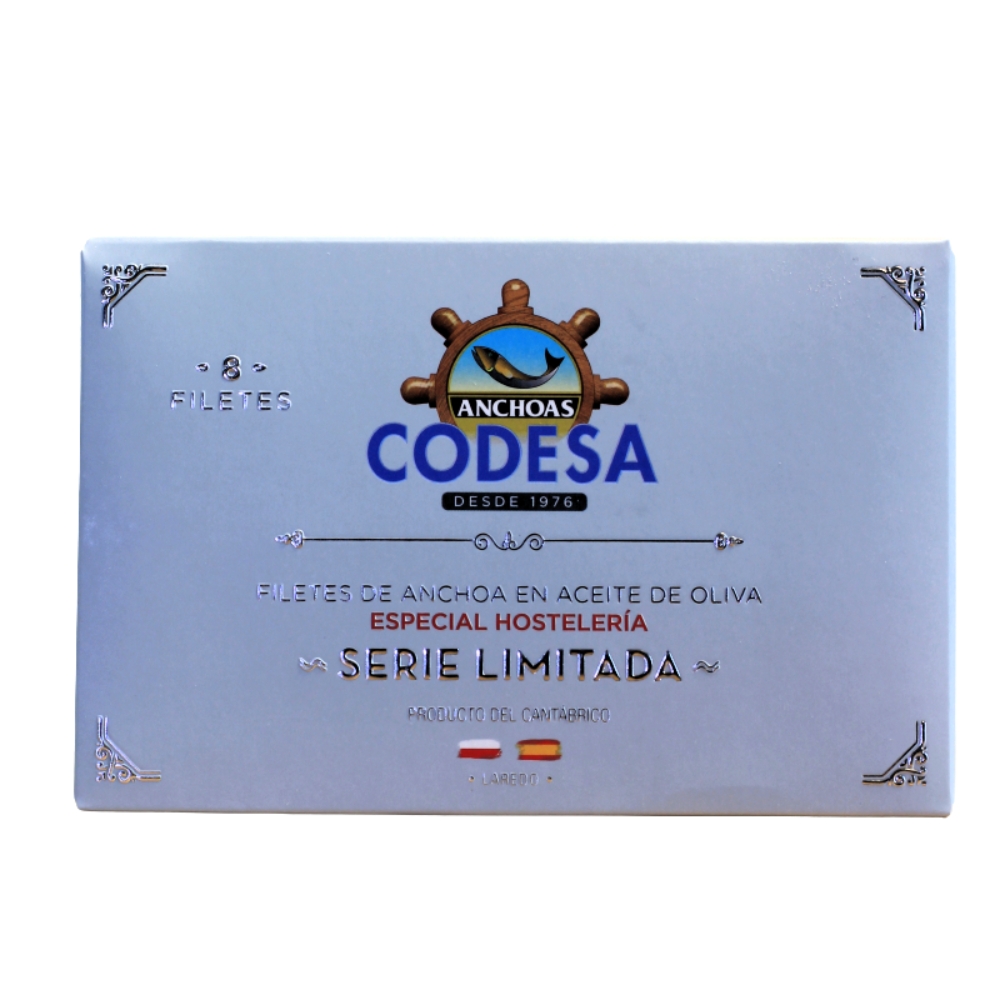 8
FILETES
ANCHOAS
CODESA
DESDE 1976
FILETES DE ANCHOA EN ACEITE DE OLIVA
ESPECIAL HOSTELERÍA
SERIE LIMITADA
PRODUCTO DEL CANTÁBRICO
• LAREDO •